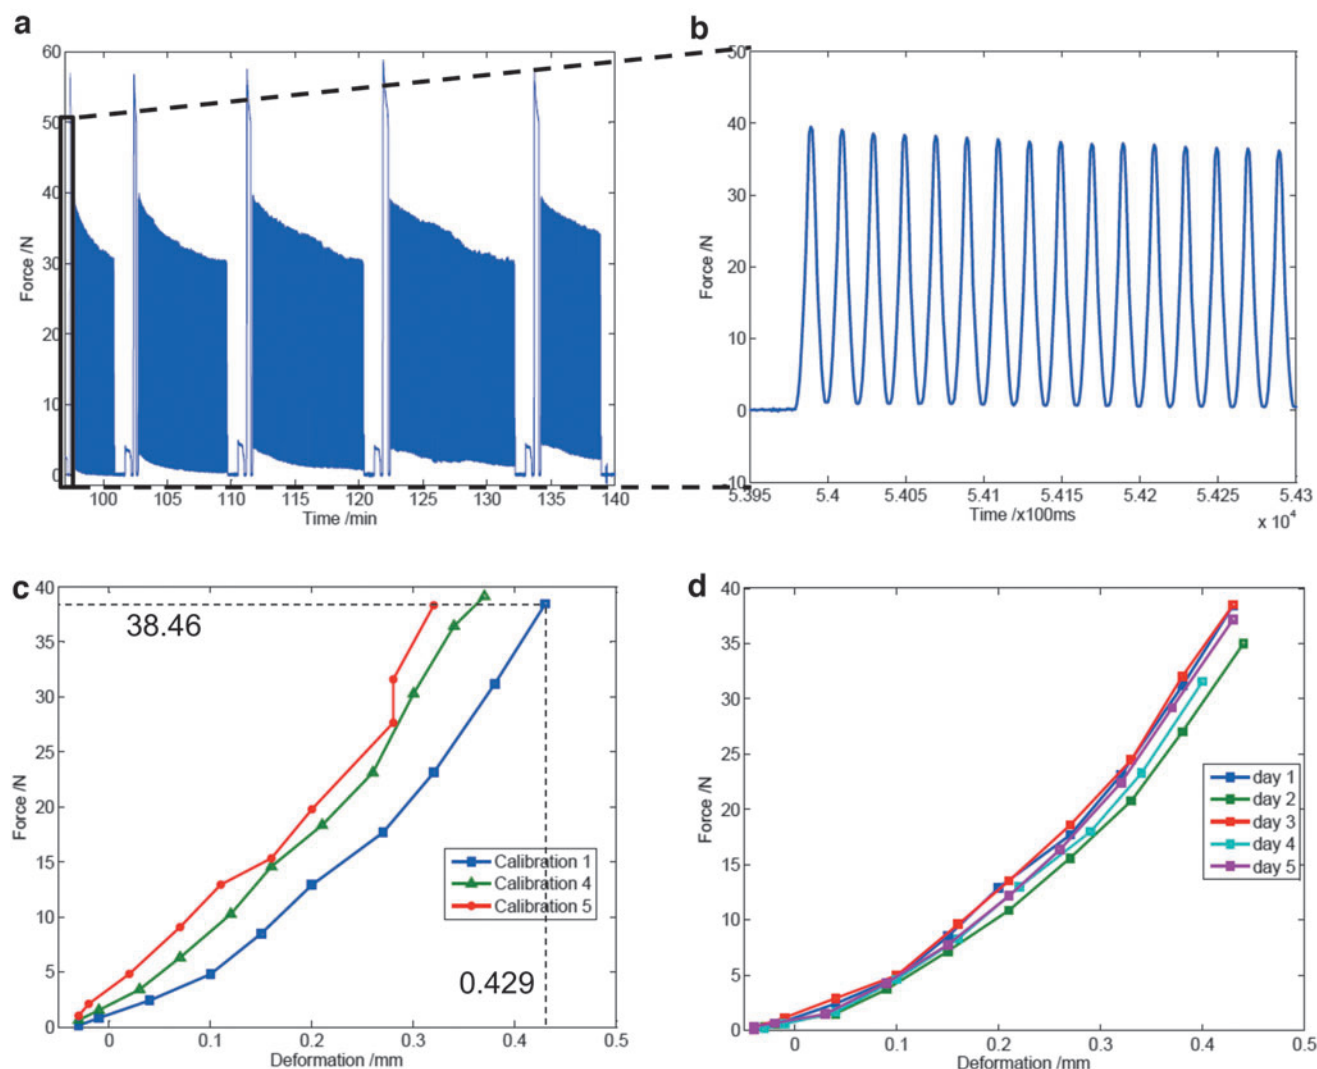 a
60
50
40
30
20
10
0
Force /N
100 105 110 115 120 125 130 135 140
Time /min
b
50
40
30
20
10
0
10
Force /N
5.395 5.4 5.405 5.41 5.415 5.42 5.425 5.43
Time /x100ms
x 10⁴
c
40
35
30
25
20
15
10
5
0
Force /N
38.46
Calibration 1
Calibration 4
Calibration 5
0.429
0 0.1 0.2 0.3 0.4 0.5
Deformation /mm
d
40
35
30
25
20
15
10
5
0
Force /N
day 1
day 2
day 3
day 4
day 5
0 0.1 0.2 0.3 0.4 0.5
Deformation /mm